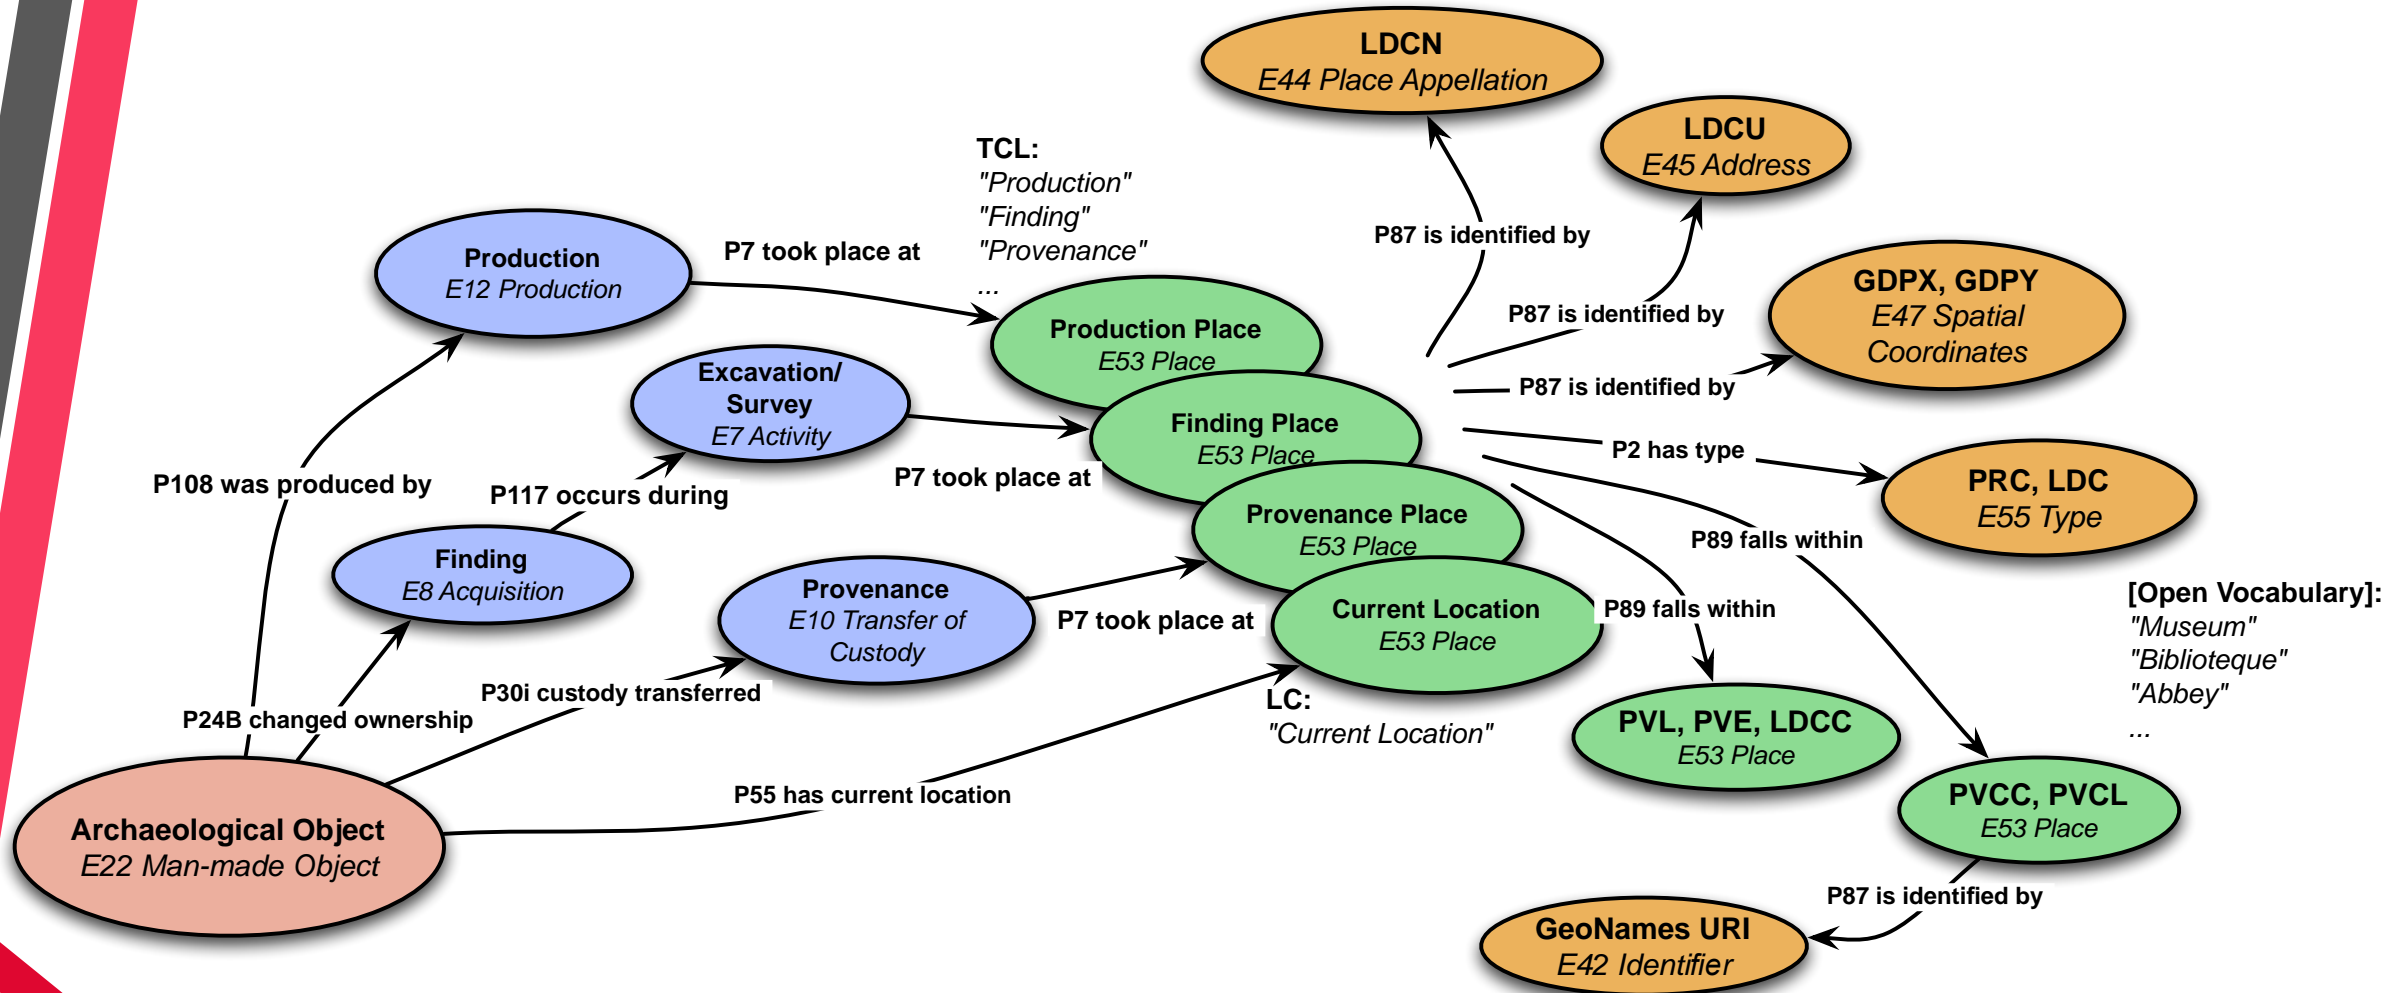 LDCN
E44 Place Appellation
LDCU
E45 Address
TCL:
"Production"
"Finding"
"Provenance"
...
P87 is identified by
Production
E12 Production
P7 took place at
GDPX, GDPY
E47 Spatial
Coordinates
P87 is identified by
Production Place
E53 Place
Excavation/
Survey
E7 Activity
P87 is identified by
Finding Place
E53 Place
P2 has type
P7 took place at
PRC, LDC
E55 Type
P108 was produced by
P117 occurs during
Provenance Place
E53 Place
P89 falls within
Finding
E8 Acquisition
Provenance
E10 Transfer of
Custody
P7 took place at
Current Location
E53 Place
P89 falls within
[Open Vocabulary]:
"Museum"
"Biblioteque"
"Abbey"
...
P30i custody transferred
P24B changed ownership
LC:
"Current Location"
PVL, PVE, LDCC
E53 Place
P55 has current location
PVCC, PVCL
E53 Place
Archaeological Object
E22 Man-made Object
P87 is identified by
GeoNames URI
E42 Identifier